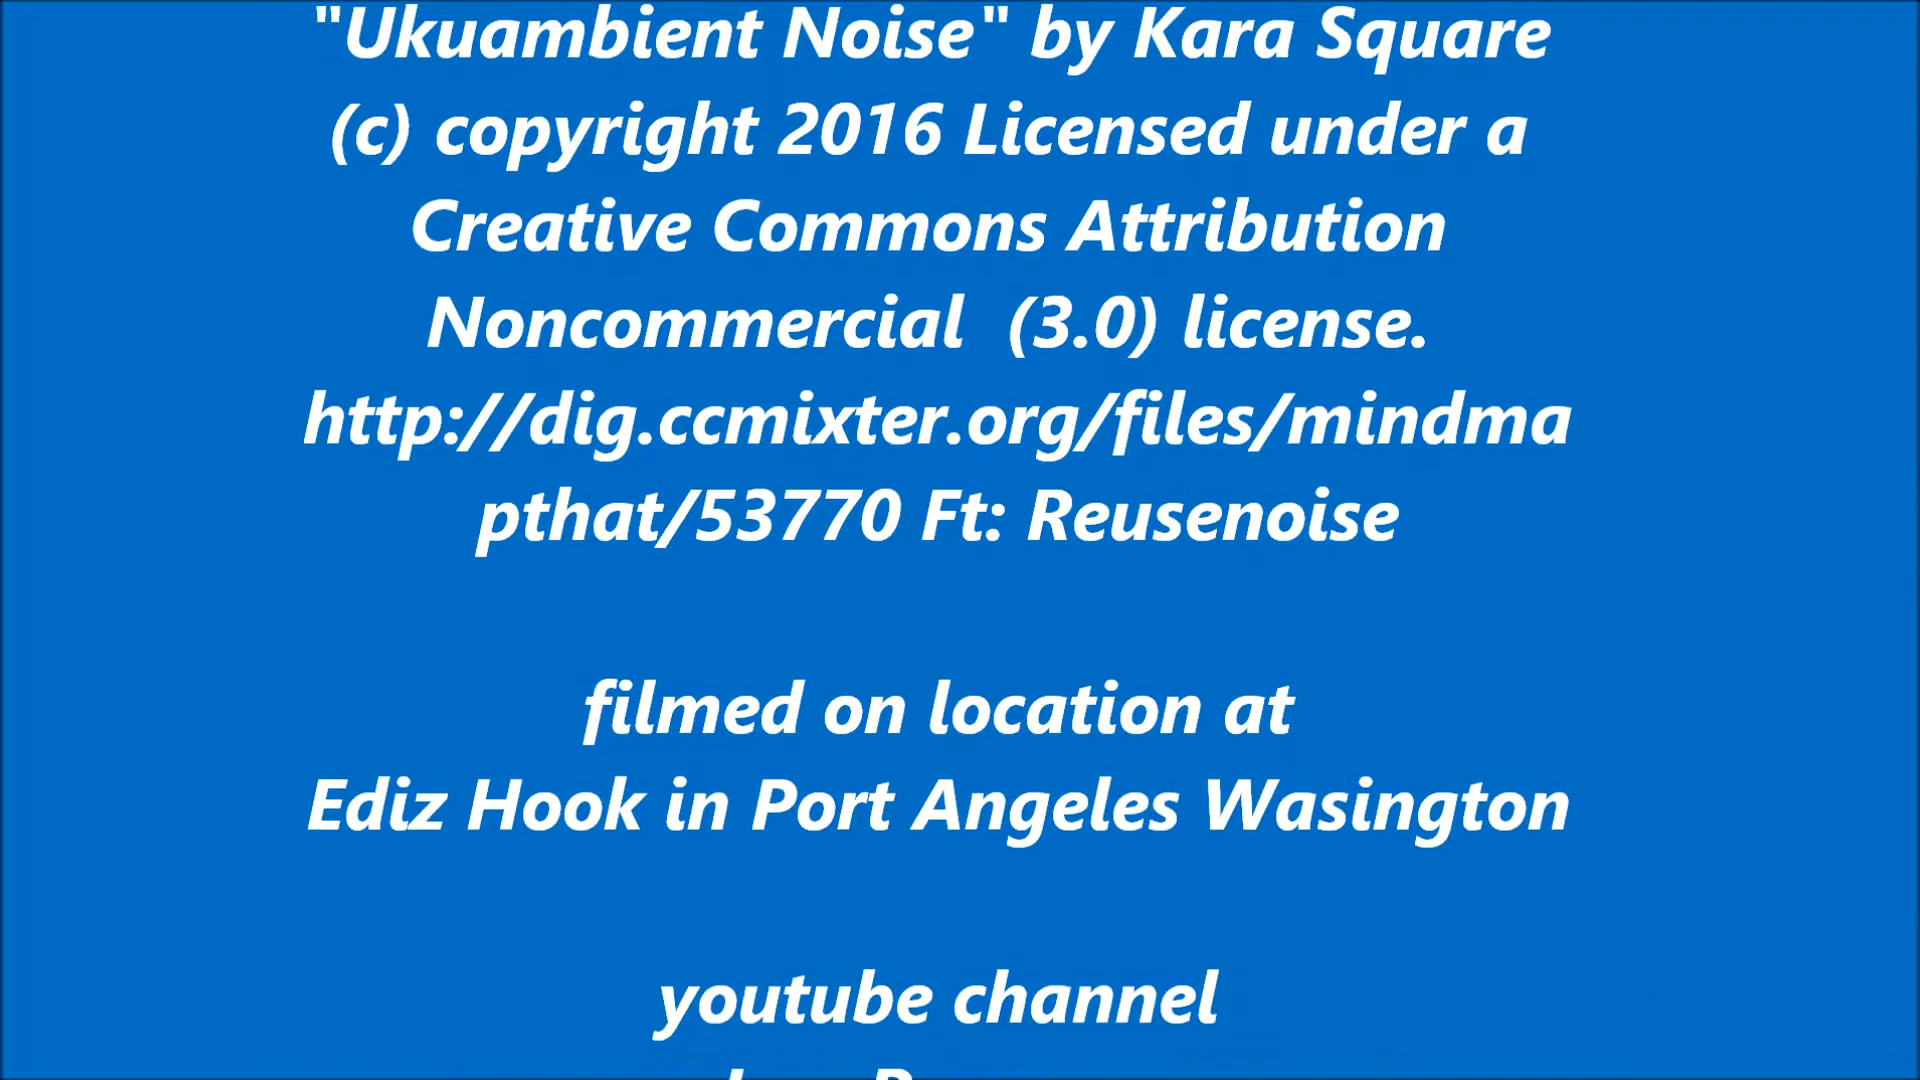 "Ukuambient Noise" by Kara Square
(c) copyright 2016 Licensed under a
Creative Commons Attribution
Noncommercial  (3.0) license.
http://dig.ccmixter.org/files/mindma
pthat/53770 Ft: Reusenoise
filmed on location at
Ediz Hook in Port Angeles Wasington
youtube channel